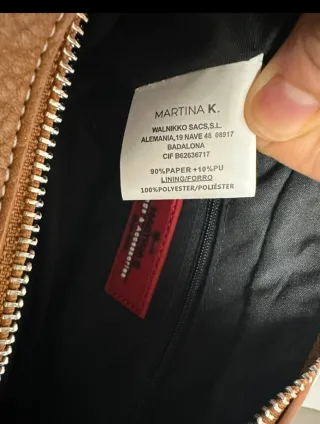 MARTINA K.
WALNIKKO SACS,S.L.
ALEMANIA,19 NAVE 48 08917
BADALONA
CIF B62636717
90%PAPER +10%PU
LINING/FORRO
100%POLYESTER/POLIÉSTER
& ACCESSORIES